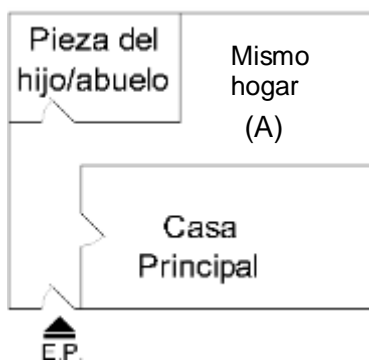 Pieza del
hijo/abuelo
Mismo
hogar
(A)
Casa
Principal
E.P.